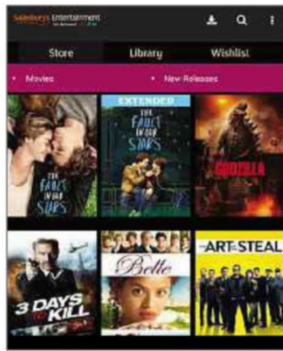 Sainsbury's Entertainment
Store
Library
Wishlist
Movies
New Releases
THE
FAULT
IN OUR
STARS
EXTENDED
THE
FAULT
IN OUR
STARS
GODZILLA
3 DAYS
TO KILL
Belle
THE ART OF THE STEAL